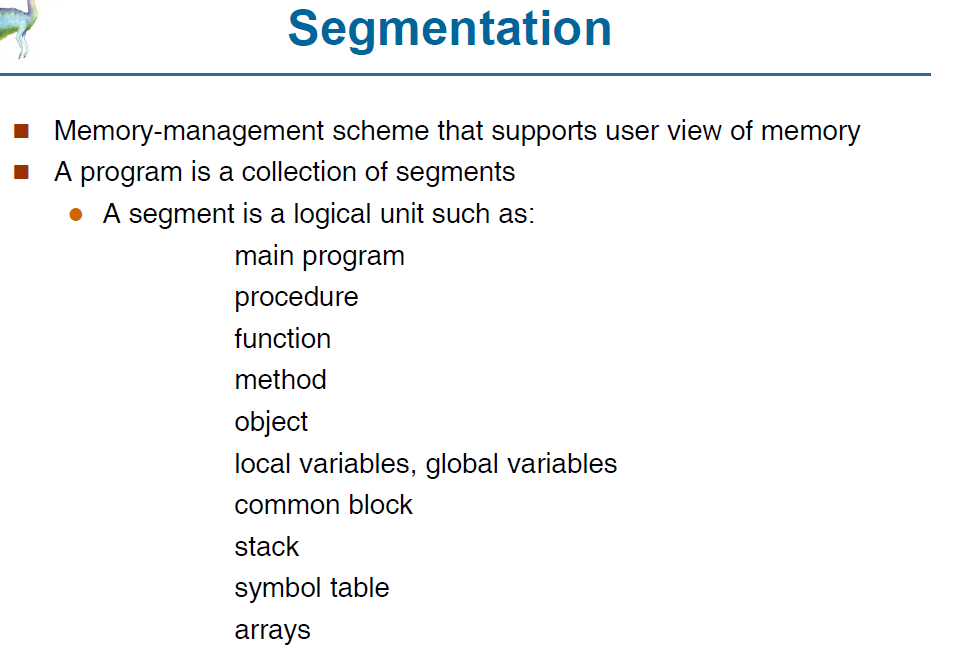 Segmentation
Memory-management scheme that supports user view of memory
A program is a collection of segments
A segment is a logical unit such as:
main program
procedure
function
method
object
local variables, global variables
common block
stack
symbol table
arrays